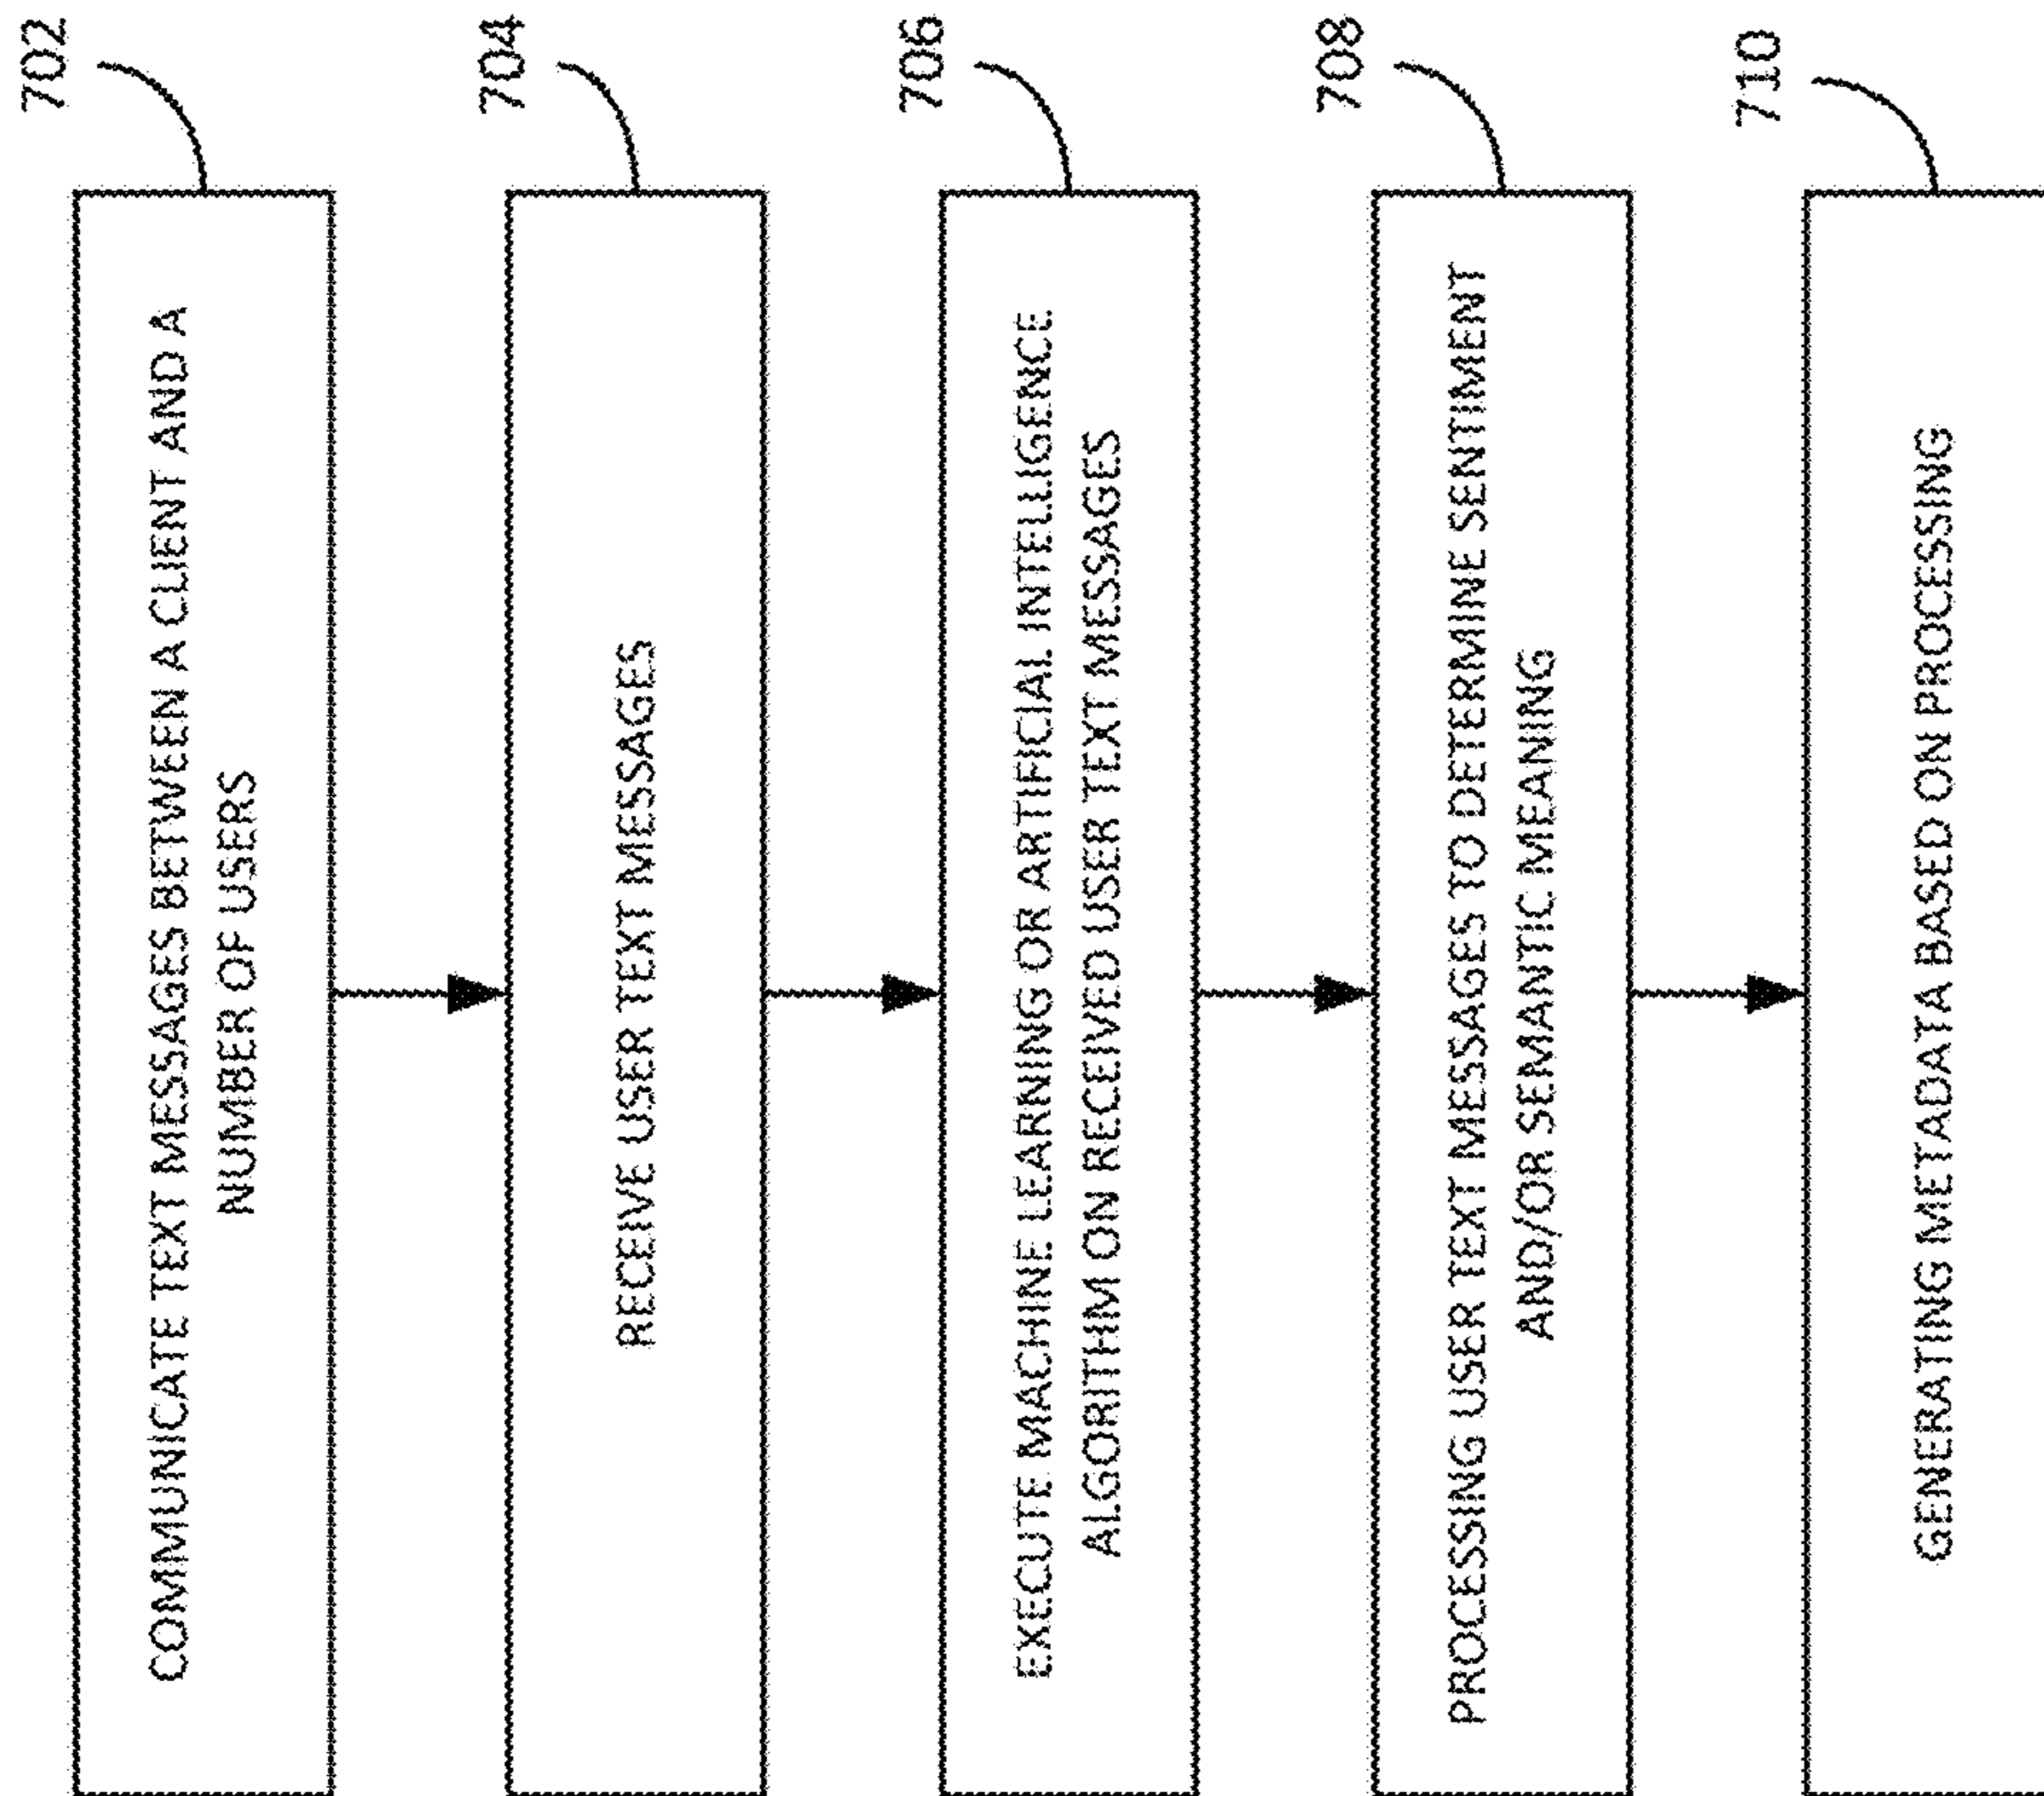 702
COMMUNICATE TEXT MESSAGES BETWEEN A CLIENT AND A
NUMBER OF USERS
704
RECEIVE USER TEXT MESSAGES
706
EXECUTE MACHINE LEARNING OR ARTIFICIAL INTELLIGENCE
ALGORITHM ON RECEIVED USER TEXT MESSAGES
708
PROCESSING USER TEXT MESSAGES TO DETERMINE SENTIMENT
AND/OR SEMANTIC MEANING
710
GENERATING METADATA BASED ON PROCESSING